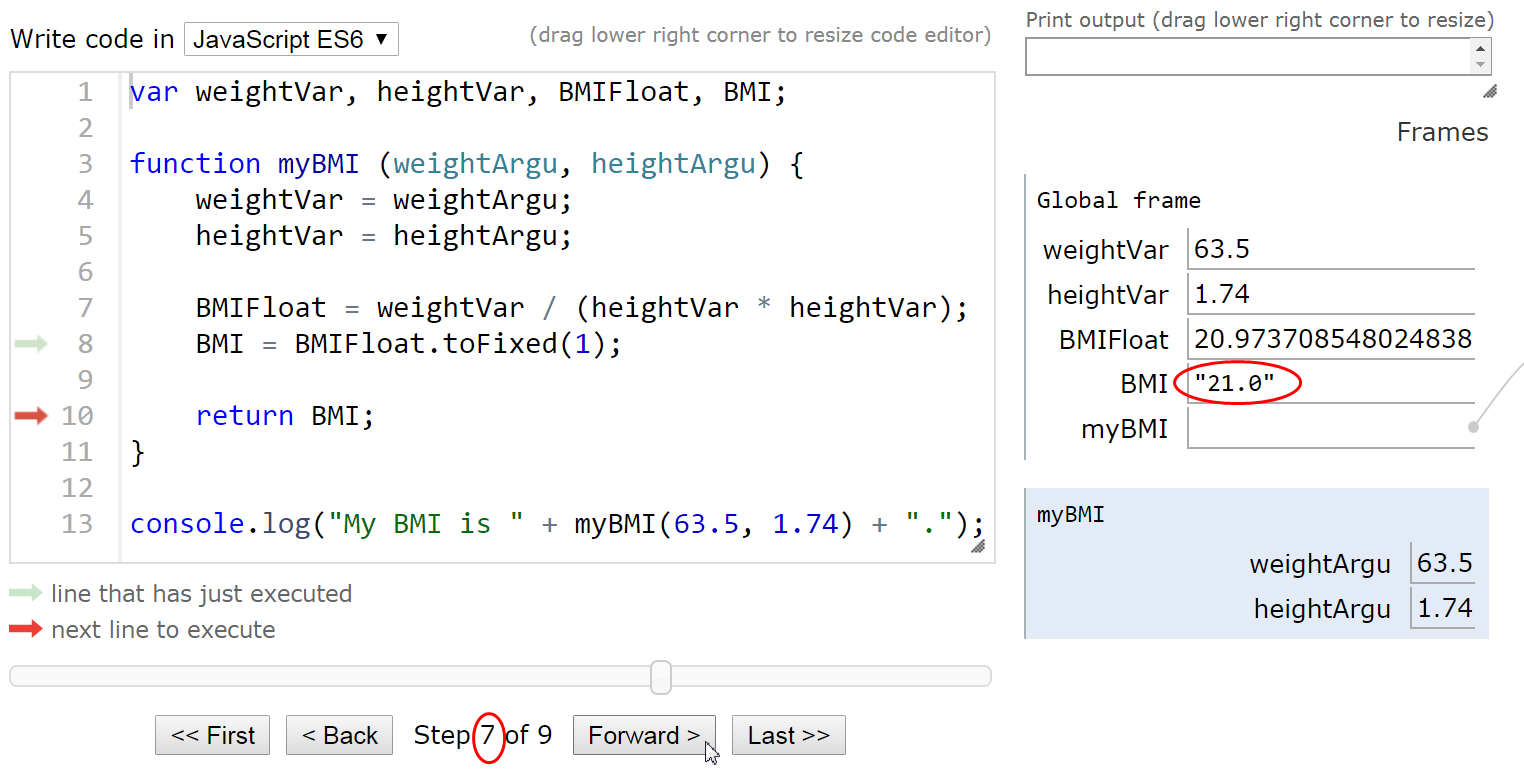 Write code in JavaScript ES6 ▼
(drag lower right corner to resize code editor)
1 var weightVar, heightVar, BMIFloat, BMI;
2
3 function myBMI (weightArgu, heightArgu) {
4     weightVar = weightArgu;
5     heightVar = heightArgu;
6
7     BMIFloat = weightVar / (heightVar * heightVar);
8     BMI = BMIFloat.toFixed(1);
9
10     return BMI;
11 }
12
13 console.log("My BMI is " + myBMI(63.5, 1.74) + ".");
line that has just executed
next line to execute
<< First < Back Step 7 of 9 Forward > Last >>
Print output (drag lower right corner to resize)
Frames
Global frame
weightVar 63.5
heightVar 1.74
BMIFloat 20.973708548024838
BMI "21.0"
myBMI
myBMI
weightArgu 63.5
heightArgu 1.74